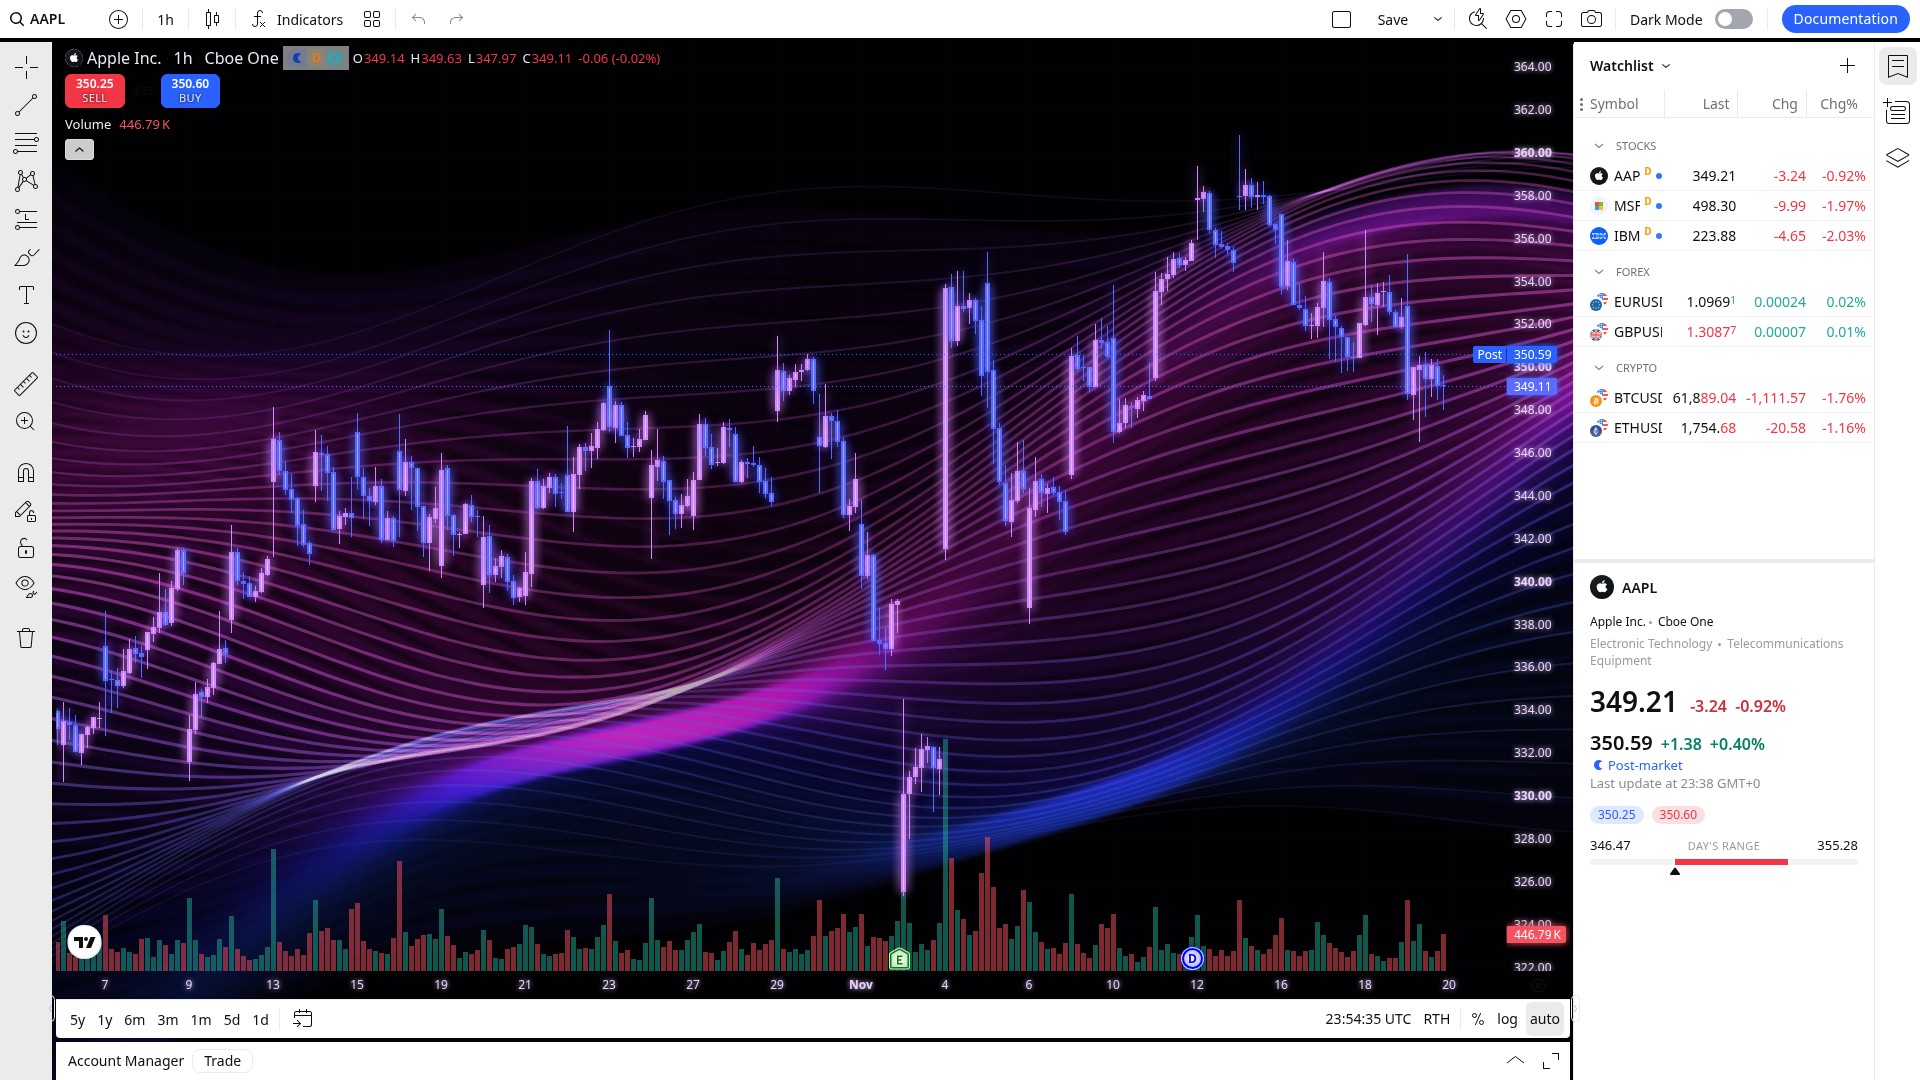 AAPL
1h
Indicators
Save
Dark Mode
Documentation
Apple Inc. 1h Cboe One D O349.14 H349.63 L347.97 C349.11 -0.06 (-0.02%)
350.25
SELL
350.60
BUY
Volume 446.79 K
364.00
362.00
360.00
358.00
356.00
354.00
352.00
Post 350.59
350.00
349.11
348.00
346.00
344.00
342.00
340.00
338.00
336.00
334.00
332.00
330.00
328.00
326.00
324.00
446.79 K
322.00
E
D
7 9 13 15 19 21 23 27 29 Nov 4 6 10 12 16 18 20
5y 1y 6m 3m 1m 5d 1d
23:54:35 UTC RTH % log auto
Account Manager Trade
Watchlist
Symbol Last Chg Chg%
STOCKS
AAP D 349.21 -3.24 -0.92%
MSF D 498.30 -9.99 -1.97%
IBM D 223.88 -4.65 -2.03%
FOREX
EURUSI 1.09691 0.00024 0.02%
GBPUSI 1.30877 0.00007 0.01%
CRYPTO
BTCUSI 61,889.04 -1,111.57 -1.76%
ETHUSI 1,754.68 -20.58 -1.16%
AAPL
Apple Inc. • Cboe One
Electronic Technology • Telecommunications
Equipment
349.21 -3.24 -0.92%
350.59 +1.38 +0.40%
Post-market
Last update at 23:38 GMT+0
350.25 350.60
346.47 DAY'S RANGE 355.28